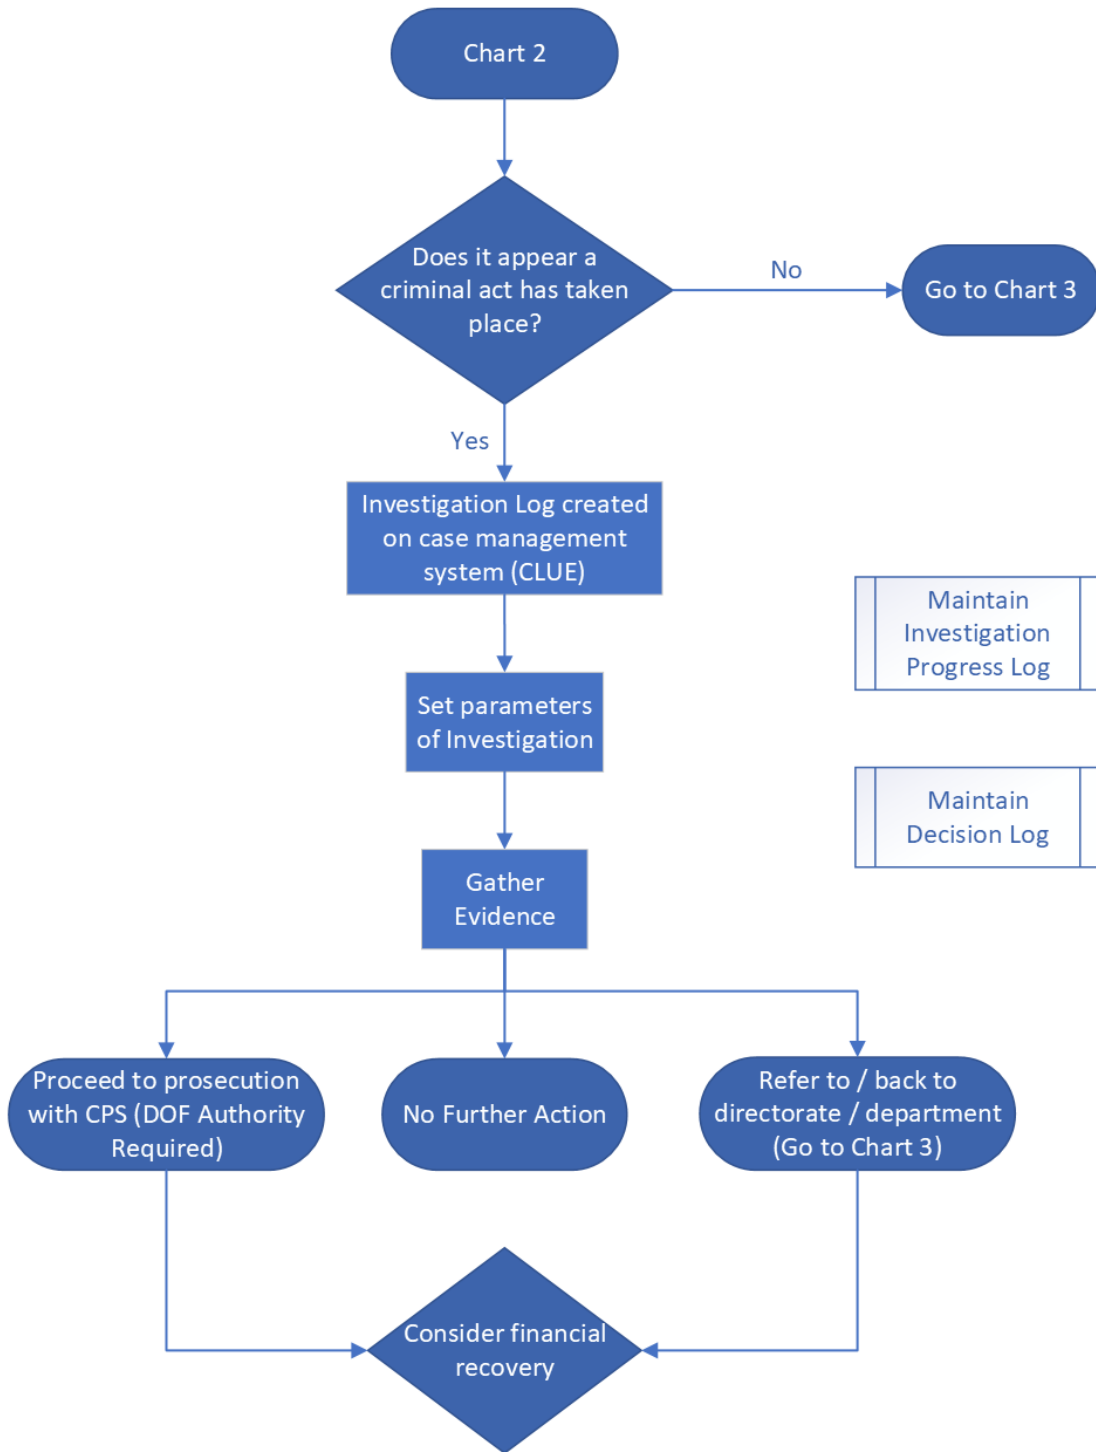 Chart 2
Does it appear a
criminal act has taken
place?
No
Go to Chart 3
Yes
Investigation Log created
on case management
system (CLUE)
Maintain
Investigation
Progress Log
Set parameters
of Investigation
Maintain
Decision Log
Gather
Evidence
Proceed to prosecution
with CPS (DOF Authority
Required)
No Further Action
Refer to / back to
directorate / department
(Go to Chart 3)
Consider financial
recovery